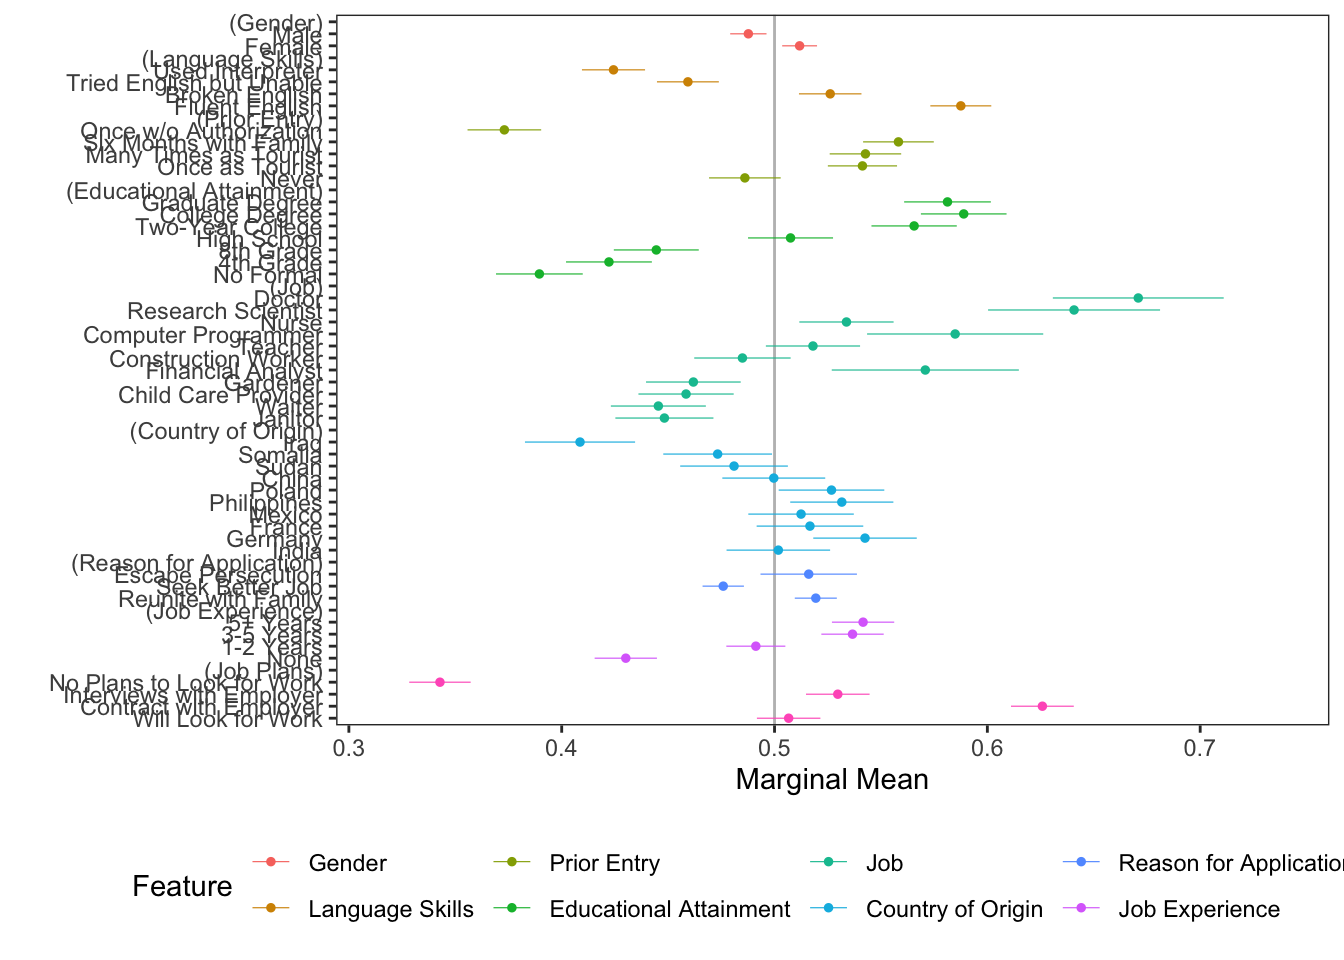 (Gender)
Male
Female
(Language Skills)
Used Interpreter
Tried English but Unable
Broken English
Fluent English
(Prior Entry)
Once w/o Authorization
Six Months with Family
Many Times as Tourist
Once as Tourist
Never
(Educational Attainment)
Graduate Degree
College Degree
Two-Year College
High School
8th Grade
4th Grade
No Formal
(Job)
Doctor
Research Scientist
Nurse
Computer Programmer
Teacher
Construction Worker
Financial Analyst
Gardener
Child Care Provider
Waiter
Janitor
(Country of Origin)
Iraq
Somalia
Sudan
China
Poland
Philippines
Mexico
France
Germany
India
(Reason for Application)
Escape Persecution
Seek Better Job
Reunite with Family
(Job Experience)
5+ Years
3-5 Years
1-2 Years
None
(Job Plans)
No Plans to Look for Work
Interviews with Employer
Contract with Employer
Will Look for Work
0.3 0.4 0.5 0.6 0.7
Marginal Mean
Feature
Gender Prior Entry Job Reason for Applicatio
Language Skills Educational Attainment Country of Origin Job Experience